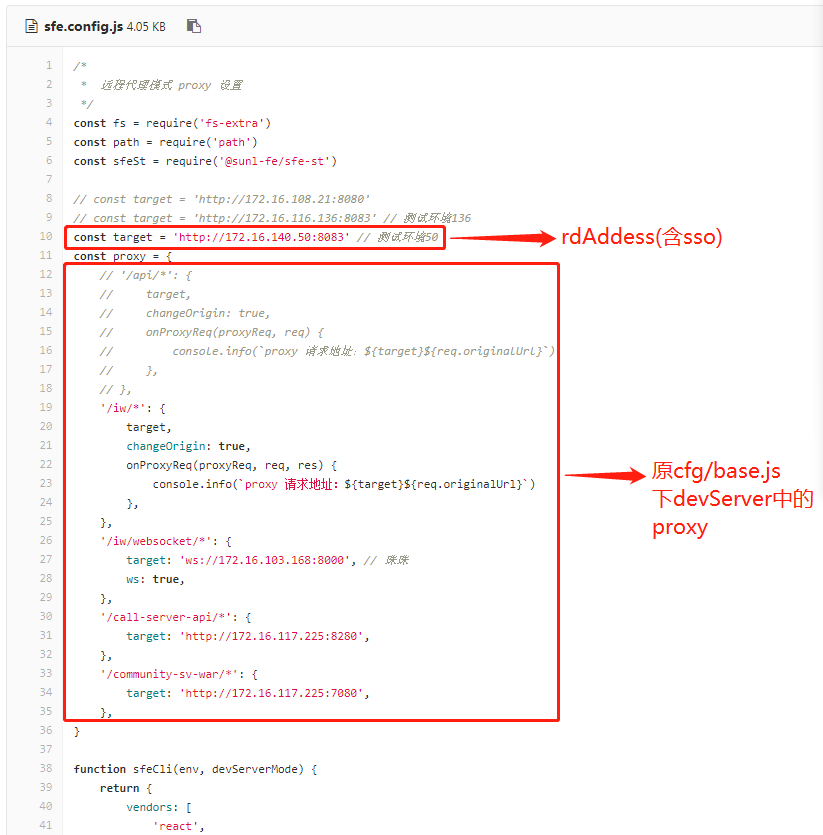 sfe.config.js 4.05 KB
1 /*
2  *  远程代理模式 proxy 设置
3  */
4 const fs = require('fs-extra')
5 const path = require('path')
6 const sfeSt = require('@sunl-fe/sfe-st')
7
8 // const target = 'http://172.16.108.21:8080'
9 // const target = 'http://172.16.116.136:8083' // 测试环境136
10 const target = 'http://172.16.140.50:8083' // 测试环境50
rdAddess(含sso)
11 const proxy = {
12     // '/api/*': {
13     //     target,
14     //     changeOrigin: true,
15     //     onProxyReq(proxyReq, req) {
16     //         console.info(`proxy 请求地址: ${target}${req.originalUrl}`)
17     //     },
18     // },
19     '/iw/*': {
20         target,
21         changeOrigin: true,
22         onProxyReq(proxyReq, req, res) {
23             console.info(`proxy 请求地址: ${target}${req.originalUrl}`)
24         },
25     },
26     '/iw/websocket/*': {
27         target: 'ws://172.16.103.168:8000', // 珠珠
28         ws: true,
29     },
30     '/call-server-api/*': {
31         target: 'http://172.16.117.225:8280',
32     },
33     '/community-sv-war/*': {
34         target: 'http://172.16.117.225:7080',
35     },
原cfg/base.js
下devServer中的
proxy
36 }
37
38 function sfeCli(env, devServerMode) {
39     return {
40         vendors: [
41             'react',